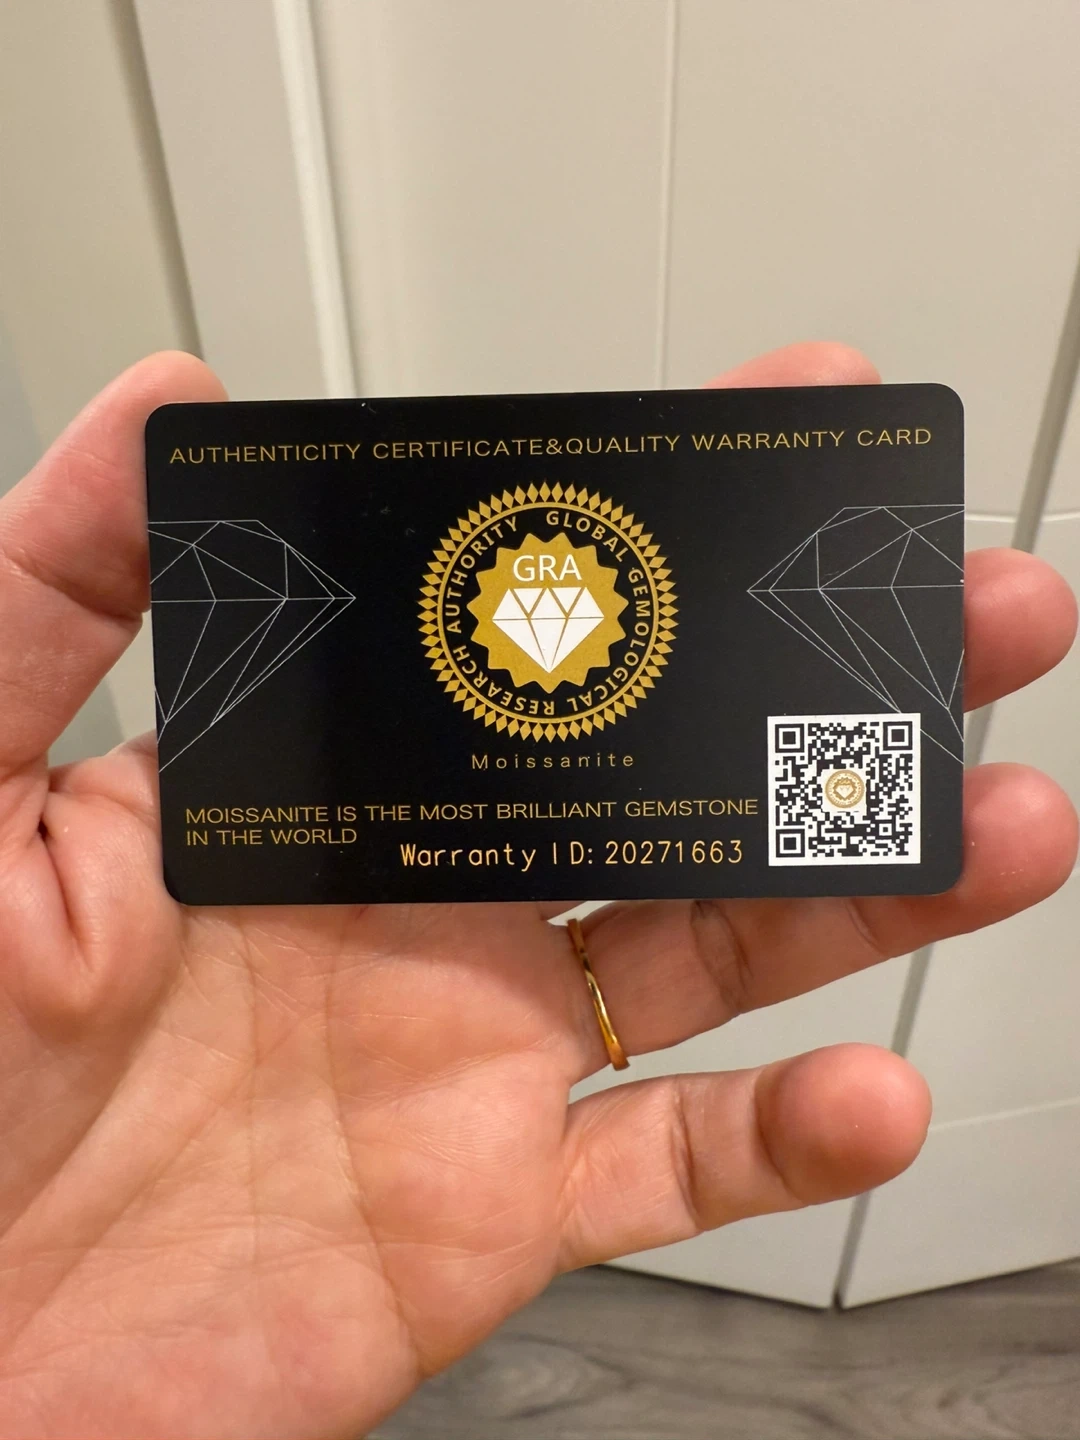 AUTHENTICITY CERTIFICATE&QUALITY WARRANTY CARD
GLOBAL GEMOLOGICAL RESEARCH AUTHORITY
GRA
Moissanite
MOISSANITE IS THE MOST BRILLIANT GEMSTONE
IN THE WORLD
Warranty ID: 20271663